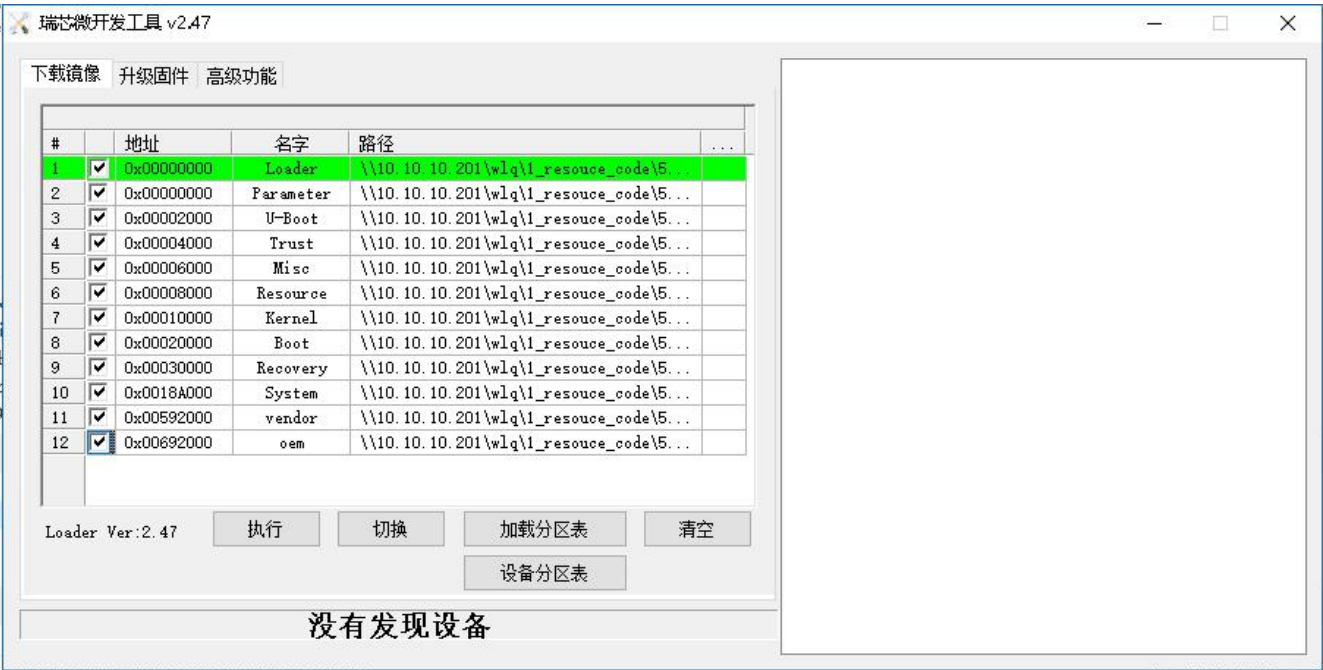 瑞芯微开发工具 v2.47
下载镜像 升级固件 高级功能
# 地址 名字 路径 ...
1 0x00000000 Loader \\10.10.10.201\wlq\1_resouce_code\5...
2 0x00000000 Parameter \\10.10.10.201\wlq\1_resouce_code\5...
3 0x00002000 U-Boot \\10.10.10.201\wlq\1_resouce_code\5...
4 0x00004000 Trust \\10.10.10.201\wlq\1_resouce_code\5...
5 0x00006000 Misc \\10.10.10.201\wlq\1_resouce_code\5...
6 0x00008000 Resource \\10.10.10.201\wlq\1_resouce_code\5...
7 0x00010000 Kernel \\10.10.10.201\wlq\1_resouce_code\5...
8 0x00020000 Boot \\10.10.10.201\wlq\1_resouce_code\5...
9 0x00030000 Recovery \\10.10.10.201\wlq\1_resouce_code\5...
10 0x0018A000 System \\10.10.10.201\wlq\1_resouce_code\5...
11 0x00592000 vendor \\10.10.10.201\wlq\1_resouce_code\5...
12 0x00692000 oem \\10.10.10.201\wlq\1_resouce_code\5...
Loader Ver:2.47 执行 切换 加载分区表 清空
设备分区表
没有发现设备